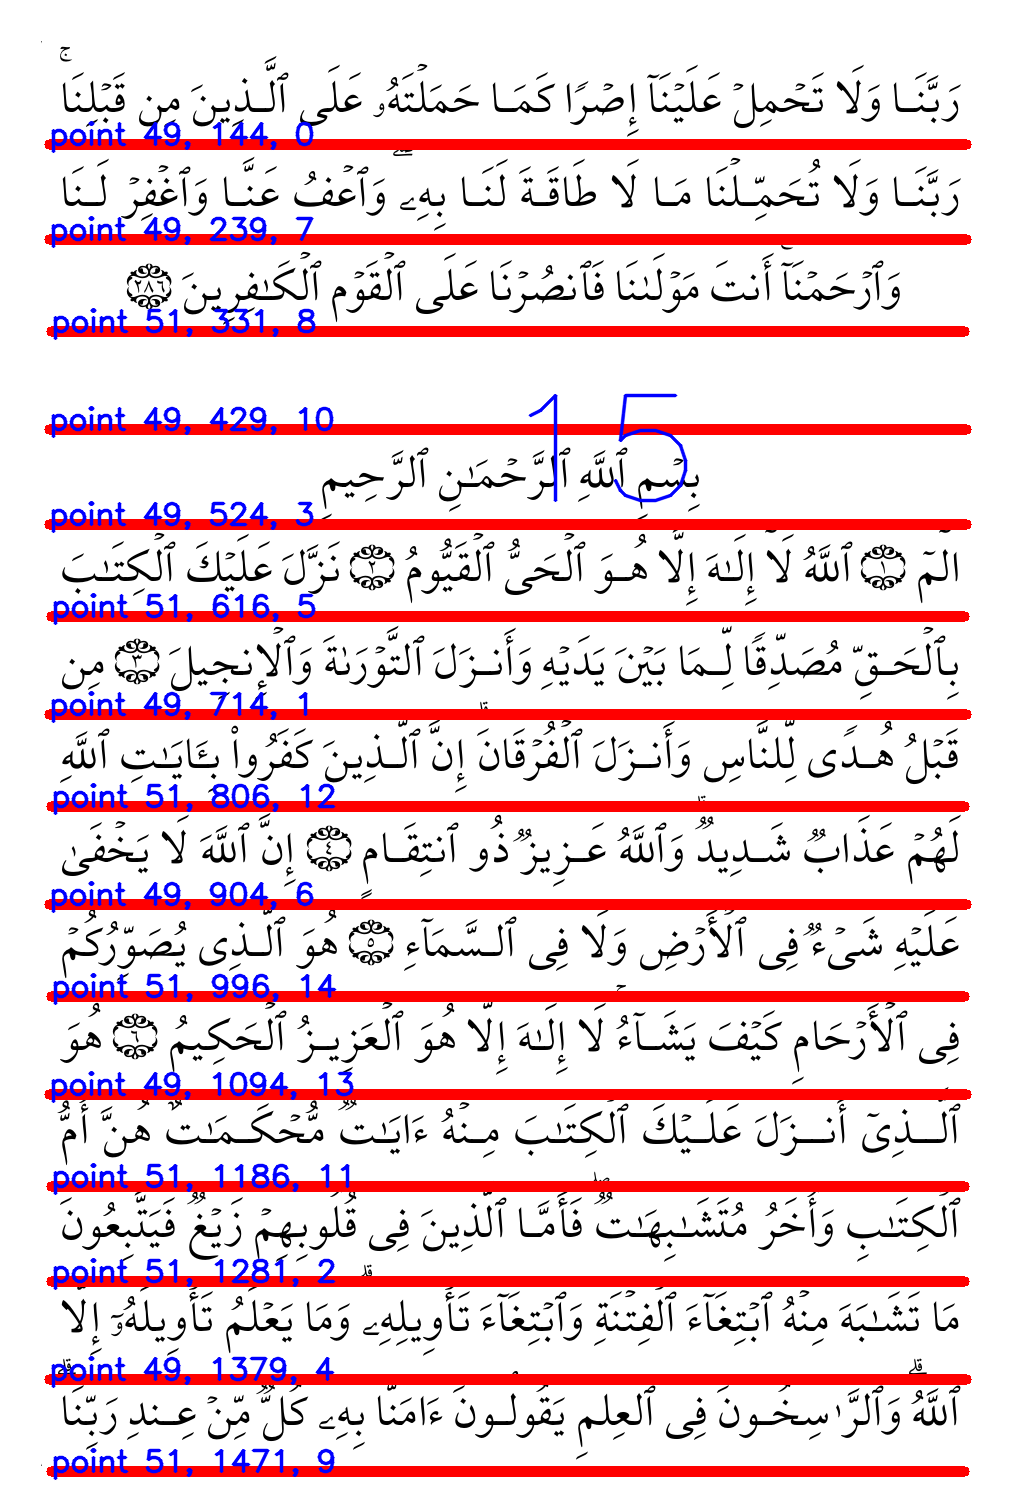 رَبَّنَا وَلَا تَحْمِلْ عَلَيْنَآ إِصْرًا كَمَا حَمَلْتَهُۥ عَلَى ٱلَّذِينَ مِن قَبْلِنَا ۚ
point 49, 144, 0
رَبَّنَا وَلَا تُحَمِّلْنَا مَا لَا طَاقَةَ لَنَا بِهِۦ ۖ وَٱعْفُ عَنَّا وَٱغْفِرْ لَنَا
point 49, 239, 7
وَٱرْحَمْنَآ ۚ أَنتَ مَوْلَىٰنَا فَٱنصُرْنَا عَلَى ٱلْقَوْمِ ٱلْكَـٰفِرِينَ ٢٨٦
point 51, 331, 8
point 49, 429, 10
15
بِسْمِ ٱللَّهِ ٱلرَّحْمَـٰنِ ٱلرَّحِيمِ
point 49, 524, 3
الٓمٓ ١ ٱللَّهُ لَآ إِلَـٰهَ إِلَّا هُوَ ٱلْحَىُّ ٱلْقَيُّومُ ٢ نَزَّلَ عَلَيْكَ ٱلْكِتَـٰبَ
point 51, 616, 5
بِٱلْحَقِّ مُصَدِّقًا لِّمَا بَيْنَ يَدَيْهِ وَأَنزَلَ ٱلتَّوْرَىٰةَ وَٱلْإِنجِيلَ ٣ مِن
point 49, 714, 1
قَبْلُ هُدًى لِّلنَّاسِ وَأَنزَلَ ٱلْفُرْقَانَ ۗ إِنَّ ٱلَّذِينَ كَفَرُوا۟ بِـَٔايَـٰتِ ٱللَّهِ
point 51, 806, 12
لَهُمْ عَذَابٌ شَدِيدٌ ۗ وَٱللَّهُ عَزِيزٌ ذُو ٱنتِقَامٍ ٤ إِنَّ ٱللَّهَ لَا يَخْفَىٰ
point 49, 904, 6
عَلَيْهِ شَىْءٌ فِى ٱلْأَرْضِ وَلَا فِى ٱلسَّمَآءِ ٥ هُوَ ٱلَّذِى يُصَوِّرُكُمْ
point 51, 996, 14
فِى ٱلْأَرْحَامِ كَيْفَ يَشَآءُ ۚ لَا إِلَـٰهَ إِلَّا هُوَ ٱلْعَزِيزُ ٱلْحَكِيمُ ٦ هُوَ
point 49, 1094, 13
ٱلَّذِىٓ أَنزَلَ عَلَيْكَ ٱلْكِتَـٰبَ مِنْهُ ءَايَـٰتٌ مُّحْكَمَـٰتٌ هُنَّ أُمُّ
point 51, 1186, 11
ٱلْكِتَـٰبِ وَأُخَرُ مُتَشَـٰبِهَـٰتٌ ۖ فَأَمَّا ٱلَّذِينَ فِى قُلُوبِهِمْ زَيْغٌ فَيَتَّبِعُونَ
point 51, 1281, 2
مَا تَشَـٰبَهَ مِنْهُ ٱبْتِغَآءَ ٱلْفِتْنَةِ وَٱبْتِغَآءَ تَأْوِيلِهِۦ ۗ وَمَا يَعْلَمُ تَأْوِيلَهُۥٓ إِلَّا
point 49, 1379, 4
ٱللَّهُ ۗ وَٱلرَّٰسِخُونَ فِى ٱلْعِلْمِ يَقُولُونَ ءَامَنَّا بِهِۦ كُلٌّ مِّنْ عِندِ رَبِّنَا ۗ
point 51, 1471, 9